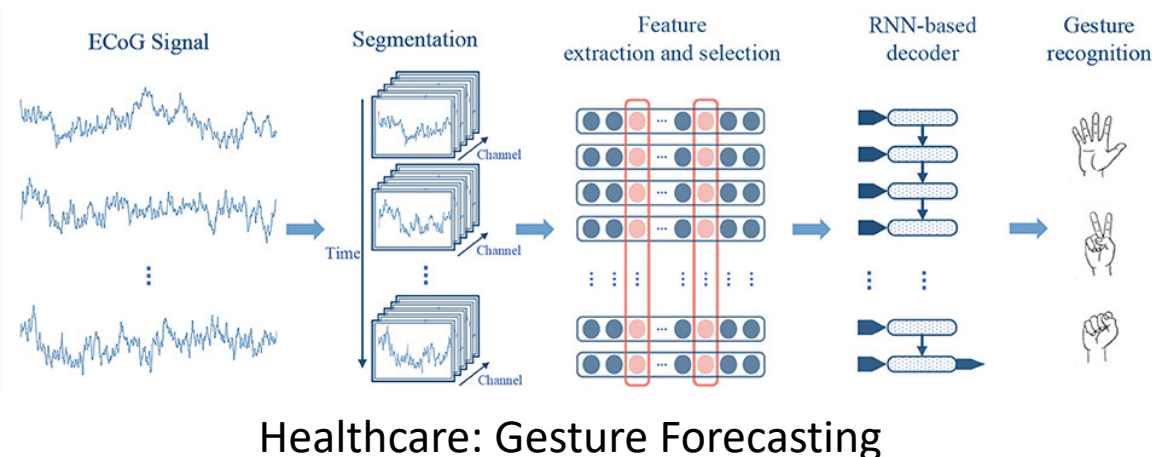 ECoG Signal
Segmentation
Feature
extraction and selection
RNN-based
decoder
Gesture
recognition
Time
Channel
Channel
Channel
Healthcare: Gesture Forecasting